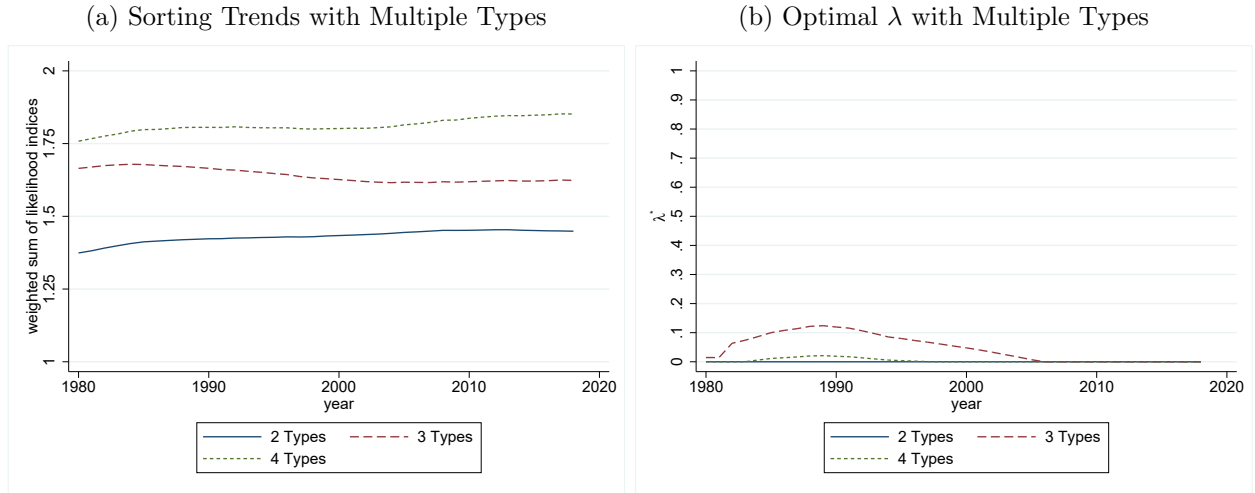 (a) Sorting Trends with Multiple Types
weighted sum of likelihood indices
2
1.75
1.5
1.25
1
1980 1990 2000 2010 2020
year
2 Types 3 Types
4 Types
(b) Optimal λ with Multiple Types
λ*
1
.9
.8
.7
.6
.5
.4
.3
.2
.1
0
1980 1990 2000 2010 2020
year
2 Types 3 Types
4 Types